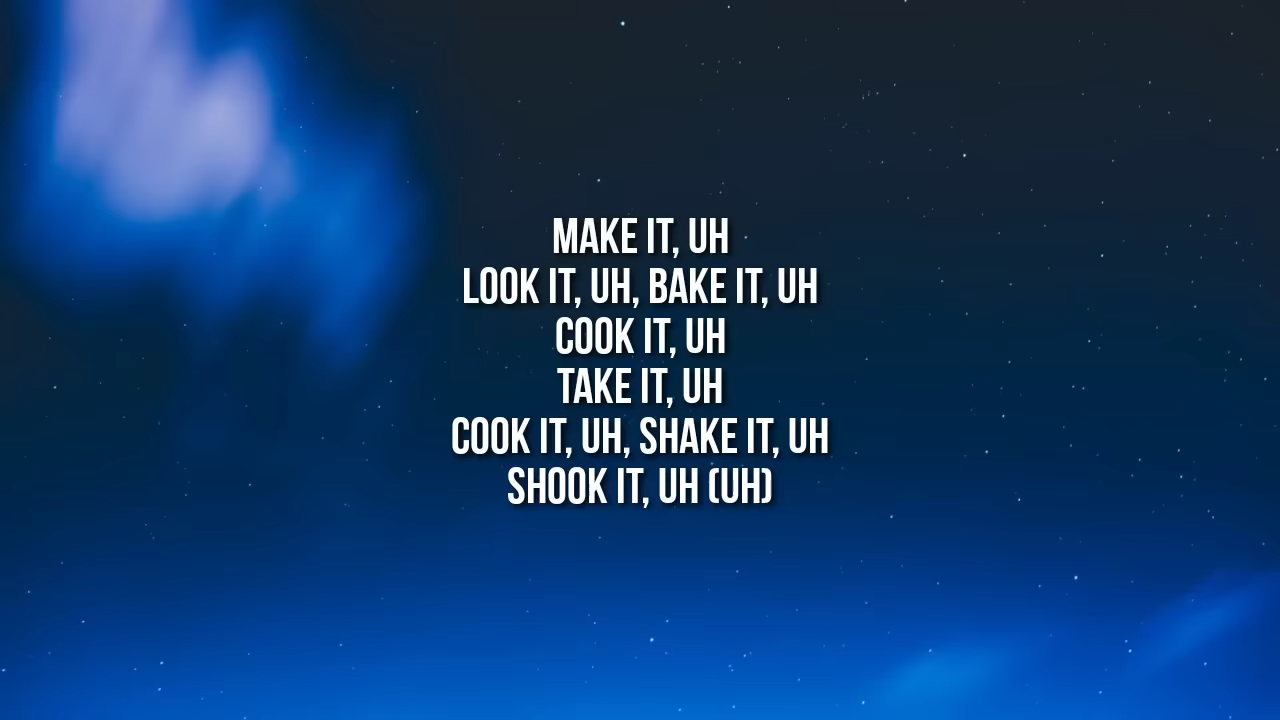 MAKE IT, UH
LOOK IT, UH, BAKE IT, UH
COOK IT, UH
TAKE IT, UH
COOK IT, UH, SHAKE IT, UH
SHOOK IT, UH (UH)